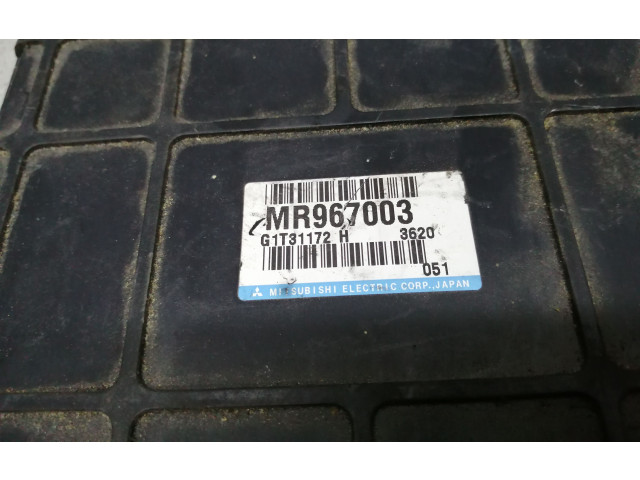 MR967003
G1T31172 H 3620
051
MITSUBISHI ELECTRIC CORP., JAPAN